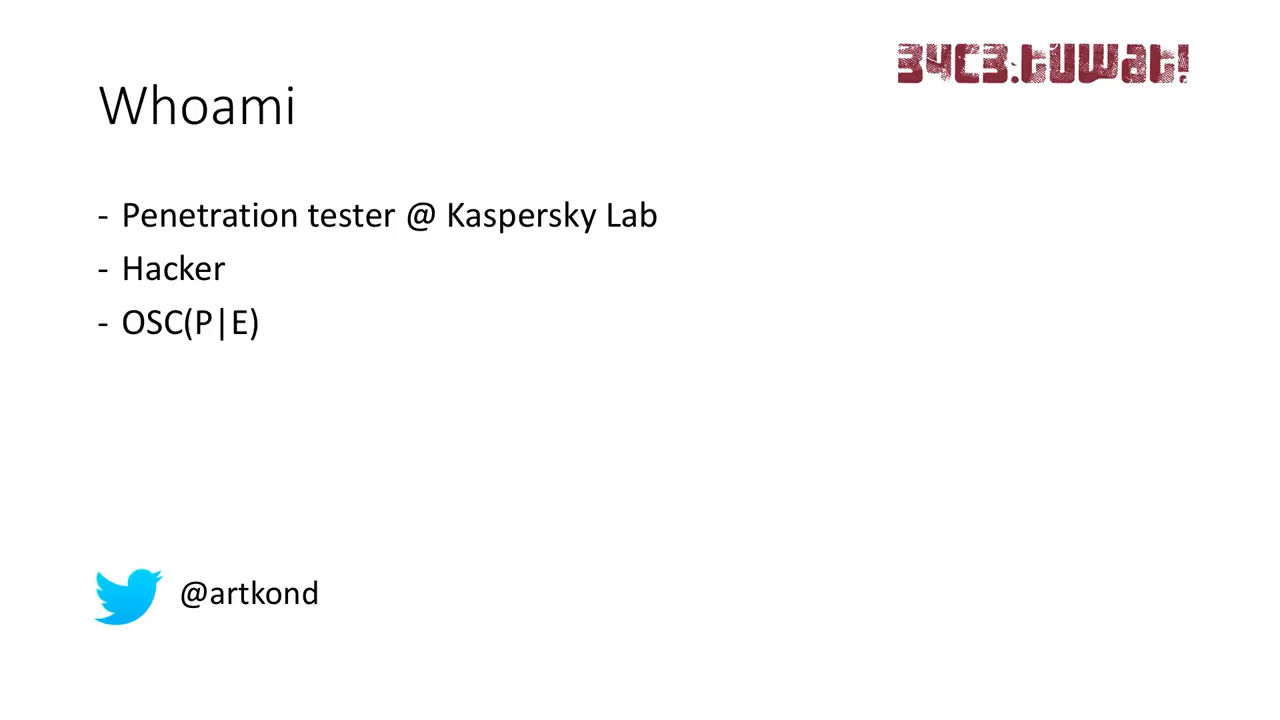 34C3.tuwat!
Whoami
- Penetration tester @ Kaspersky Lab
- Hacker
- OSC(P|E)
@artkond